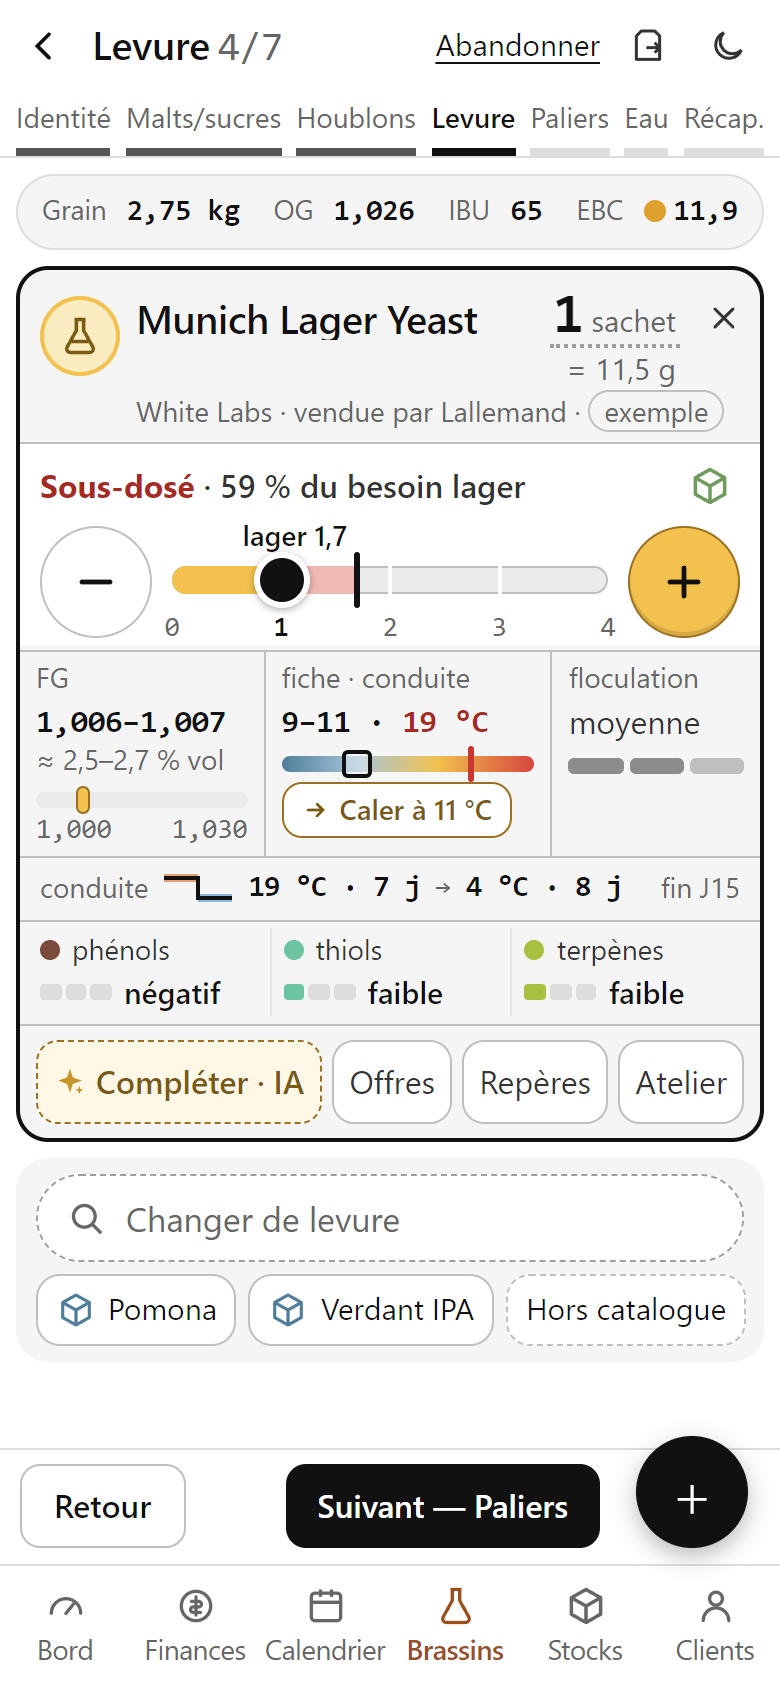 Levure 4/7 Abandonner
Identité Malts/sucres Houblons Levure Paliers Eau Récap.
Grain 2,75 kg OG 1,026 IBU 65 EBC 11,9
Munich Lager Yeast 1 sachet
= 11,5 g
White Labs · vendue par Lallemand · exemple
Sous-dosé · 59 % du besoin lager
lager 1,7
0 1 2 3 4
FG fiche · conduite floculation
1,006–1,007 9–11 · 19 °C moyenne
≈ 2,5–2,7 % vol
→ Caler à 11 °C
1,000 1,030
conduite 19 °C · 7 j → 4 °C · 8 j fin J15
phénols thiols terpènes
négatif faible faible
Compléter · IA Offres Repères Atelier
Changer de levure
Pomona Verdant IPA Hors catalogue
Retour Suivant — Paliers +
Bord Finances Calendrier Brassins Stocks Clients